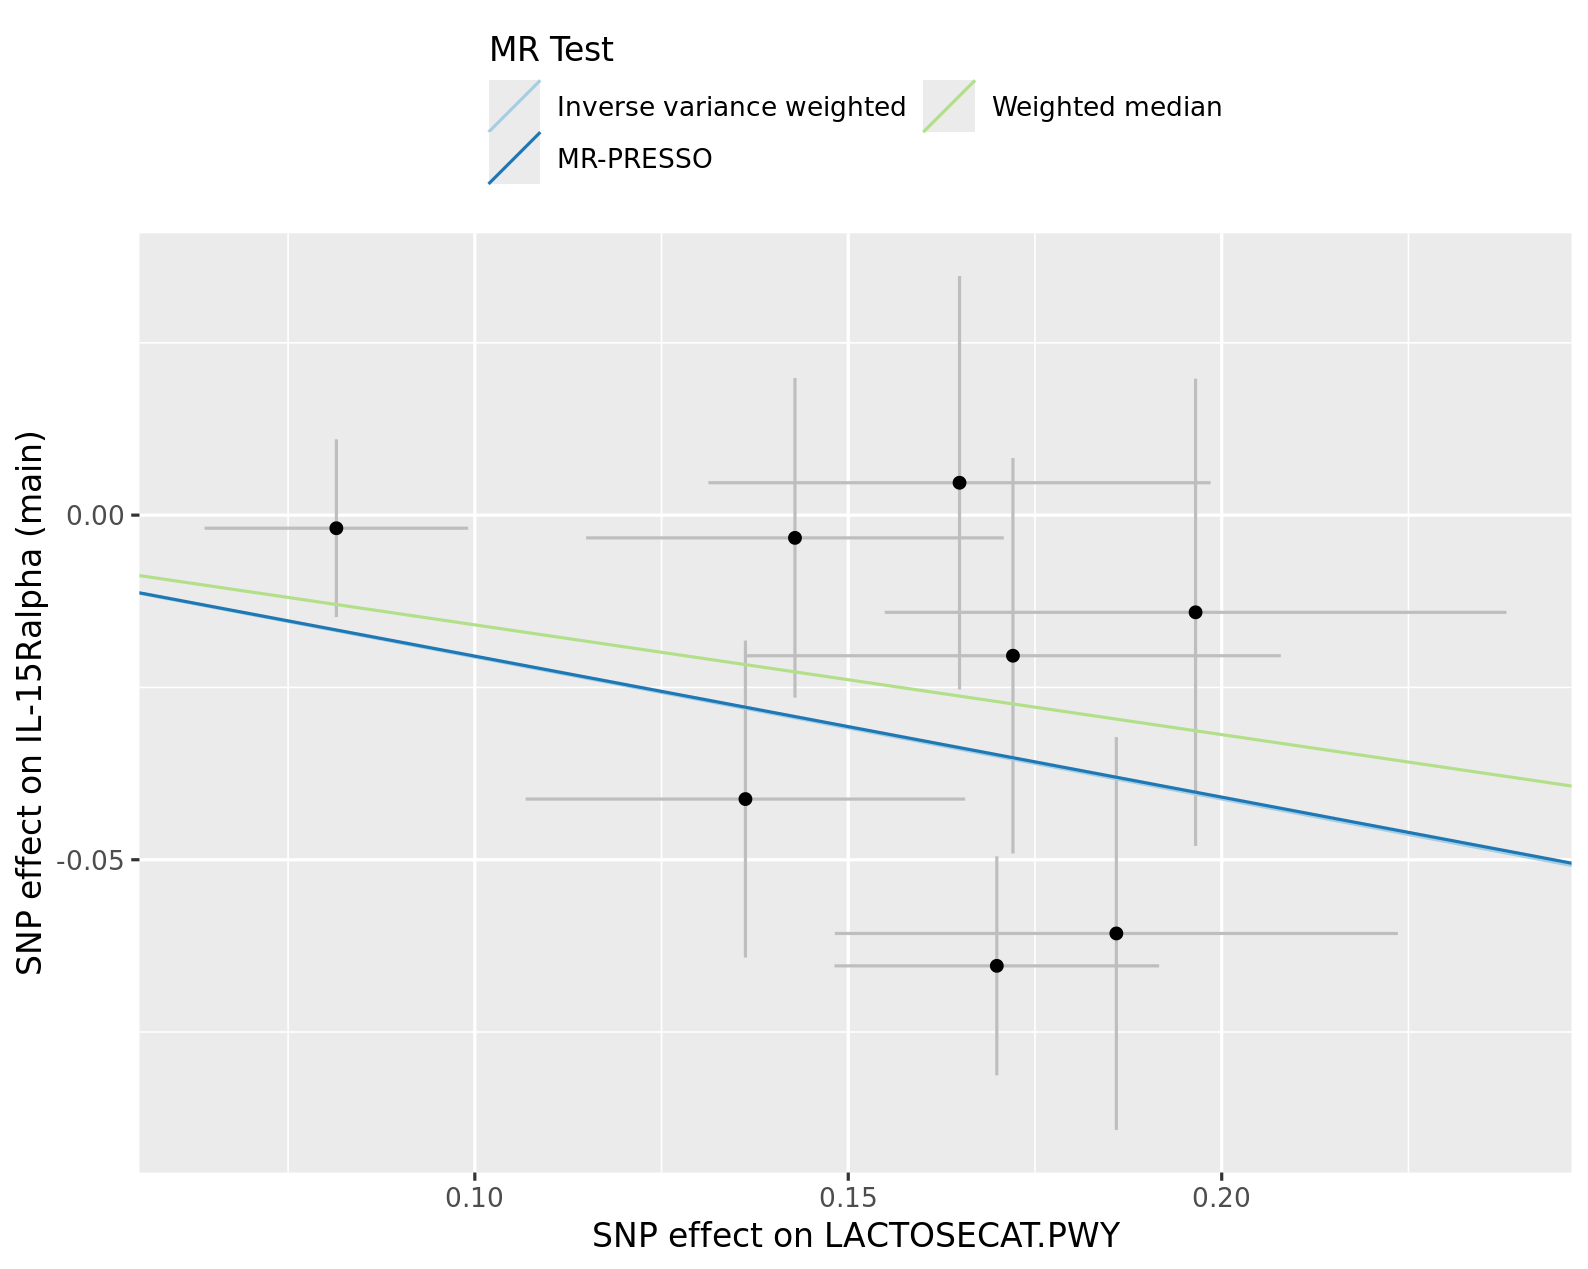 MR Test
Inverse variance weighted
Weighted median
MR-PRESSO
SNP effect on IL-15Ralpha (main)
0.00
-0.05
0.10
0.15
0.20
SNP effect on LACTOSECAT.PWY